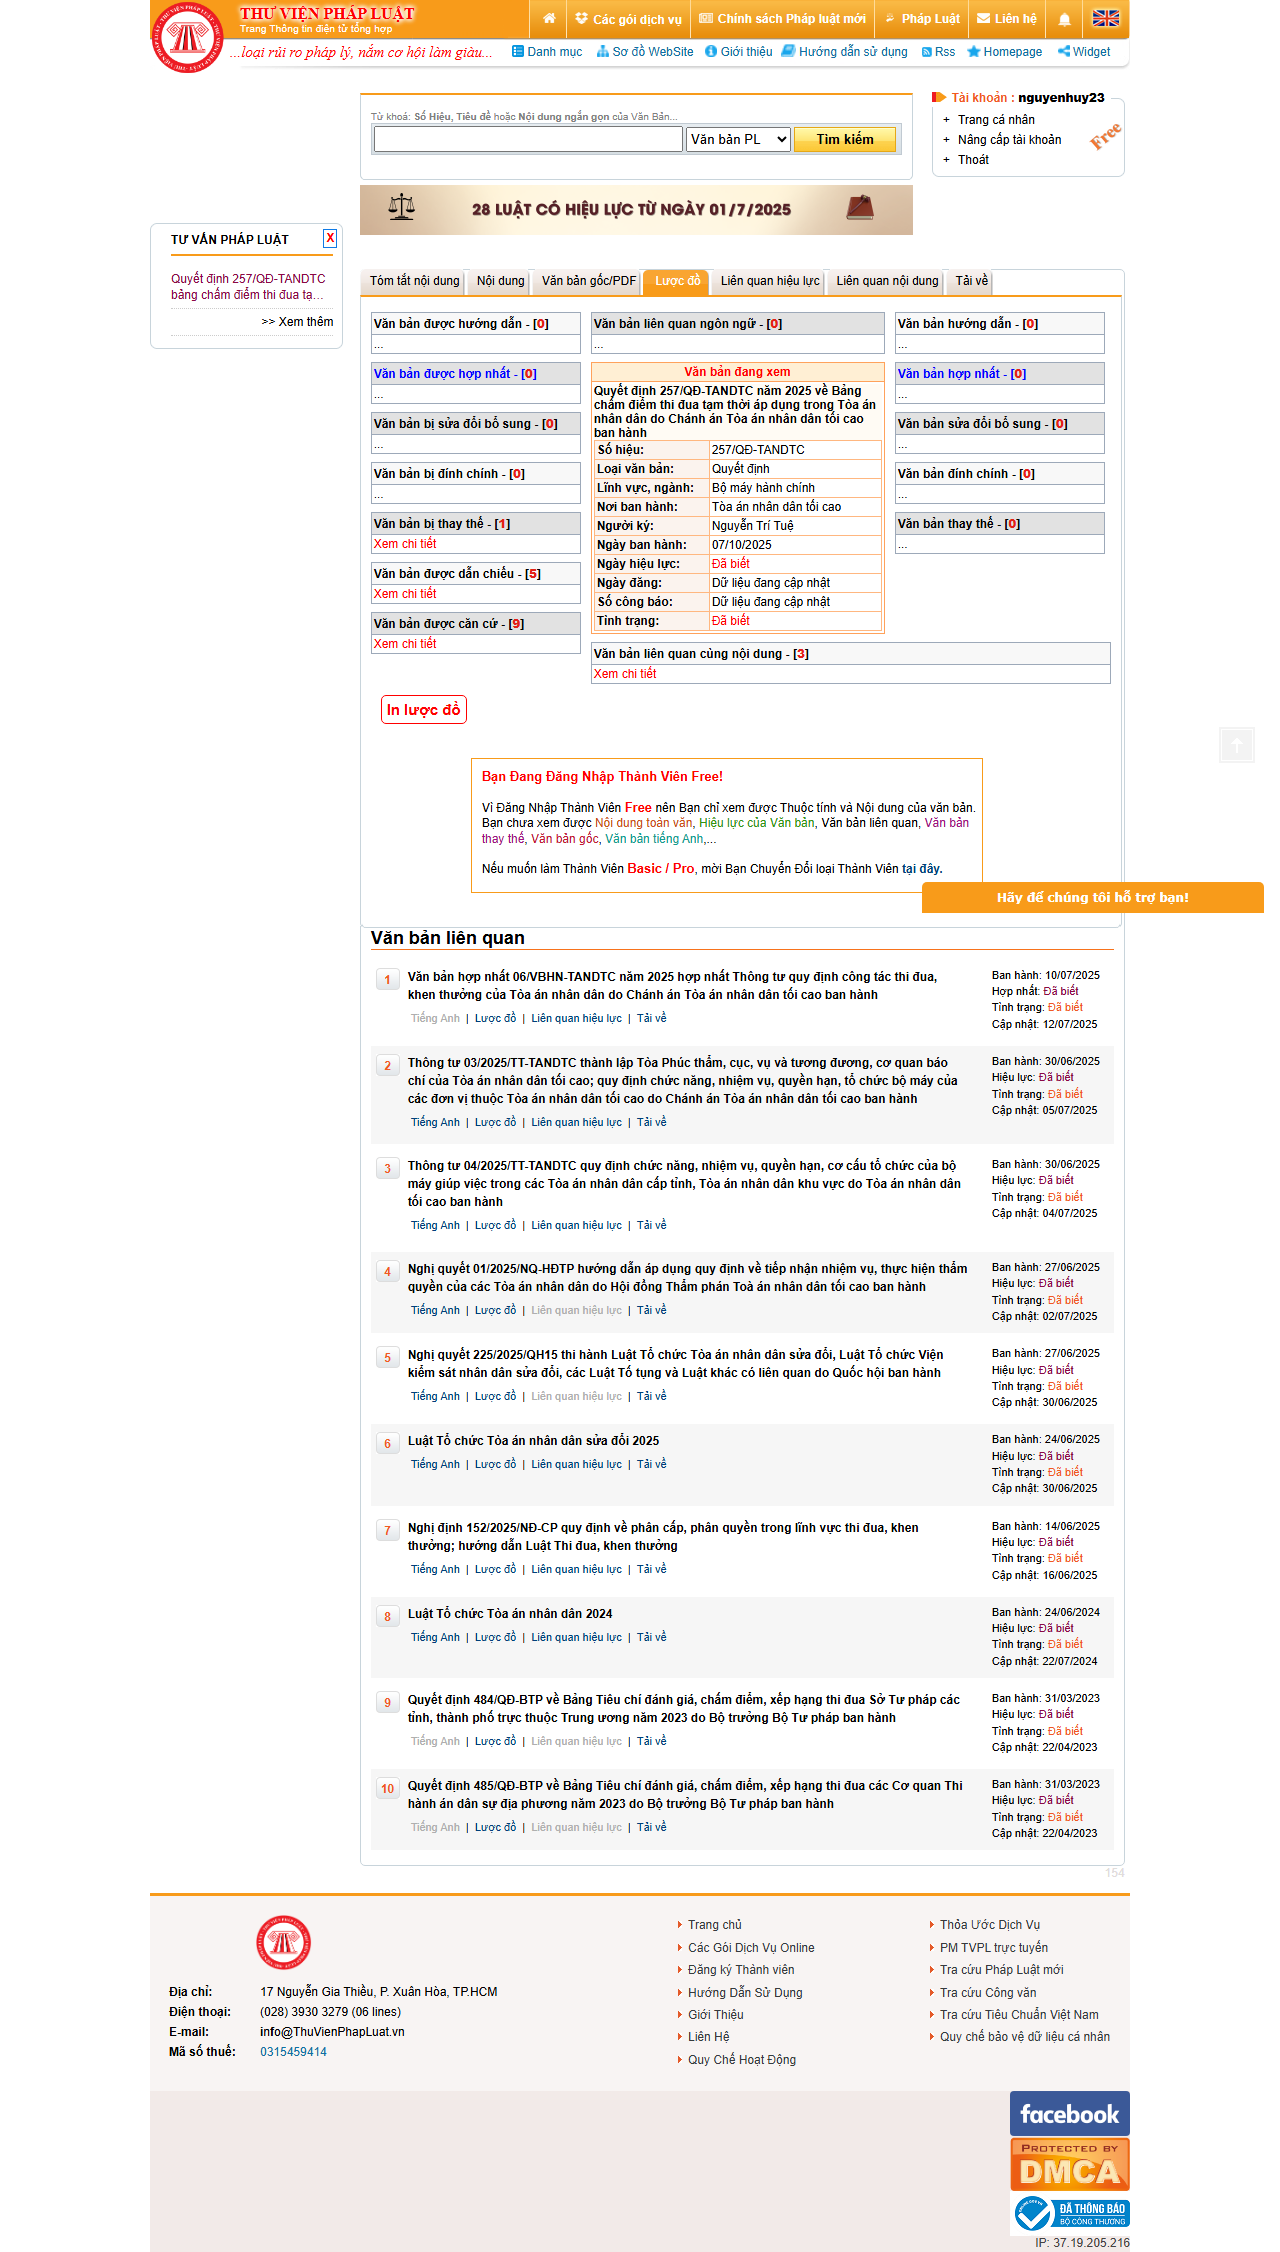 THƯ VIỆN PHÁP LUẬT
Trang Thông tin điện tử tổng hợp
Các gói dịch vụ
Chính sách Pháp luật mới
Pháp Luật
Liên hệ
...loại rủi ro pháp lý, nắm cơ hội làm giàu...
Danh mục
Sơ đồ WebSite
Giới thiệu
Hướng dẫn sử dụng
Rss
Homepage
Widget
Từ khoá: Số Hiệu, Tiêu đề hoặc Nội dung ngắn gọn của Văn Bản...
Văn bản PL
Tìm kiếm
Tài khoản : nguyenhuy23
+ Trang cá nhân
+ Nâng cấp tài khoản
+ Thoát
Free
28 LUẬT CÓ HIỆU LỰC TỪ NGÀY 01/7/2025
TƯ VẤN PHÁP LUẬT
X
Quyết định 257/QĐ-TANDTC
bảng chấm điểm thi đua tạ...
>> Xem thêm
Tóm tắt nội dung
Nội dung
Văn bản gốc/PDF
Lược đồ
Liên quan hiệu lực
Liên quan nội dung
Tải về
Văn bản được hướng dẫn - [0]
...
Văn bản được hợp nhất - [0]
...
Văn bản bị sửa đổi bổ sung - [0]
...
Văn bản bị đính chính - [0]
...
Văn bản bị thay thế - [1]
Xem chi tiết
Văn bản được dẫn chiếu - [5]
Xem chi tiết
Văn bản được căn cứ - [9]
Xem chi tiết
Văn bản liên quan ngôn ngữ - [0]
...
Văn bản đang xem
Quyết định 257/QĐ-TANDTC năm 2025 về Bảng
chấm điểm thi đua tạm thời áp dụng trong Tòa án
nhân dân do Chánh án Tòa án nhân dân tối cao
ban hành
Số hiệu: 257/QĐ-TANDTC
Loại văn bản: Quyết định
Lĩnh vực, ngành: Bộ máy hành chính
Nơi ban hành: Tòa án nhân dân tối cao
Người ký: Nguyễn Trí Tuệ
Ngày ban hành: 07/10/2025
Ngày hiệu lực: Đã biết
Ngày đăng: Dữ liệu đang cập nhật
Số công báo: Dữ liệu đang cập nhật
Tình trạng: Đã biết
Văn bản hướng dẫn - [0]
...
Văn bản hợp nhất - [0]
...
Văn bản sửa đổi bổ sung - [0]
...
Văn bản đính chính - [0]
...
Văn bản thay thế - [0]
...
Văn bản liên quan cùng nội dung - [3]
Xem chi tiết
In lược đồ
Bạn Đang Đăng Nhập Thành Viên Free!
Vì Đăng Nhập Thành Viên Free nên Bạn chỉ xem được Thuộc tính và Nội dung của văn bản.
Bạn chưa xem được Nội dung toàn văn, Hiệu lực của Văn bản, Văn bản liên quan, Văn bản
thay thế, Văn bản gốc, Văn bản tiếng Anh,...
Nếu muốn làm Thành Viên Basic / Pro, mời Bạn Chuyển Đổi loại Thành Viên tại đây.
Hãy để chúng tôi hỗ trợ bạn!
Văn bản liên quan
1
Văn bản hợp nhất 06/VBHN-TANDTC năm 2025 hợp nhất Thông tư quy định công tác thi đua,
khen thưởng của Tòa án nhân dân do Chánh án Tòa án nhân dân tối cao ban hành
Tiếng Anh | Lược đồ | Liên quan hiệu lực | Tải về
Ban hành: 10/07/2025
Hợp nhất: Đã biết
Tình trạng: Đã biết
Cập nhật: 12/07/2025
2
Thông tư 03/2025/TT-TANDTC thành lập Tòa Phúc thẩm, cục, vụ và tương đương, cơ quan báo
chí của Tòa án nhân dân tối cao; quy định chức năng, nhiệm vụ, quyền hạn, tổ chức bộ máy của
các đơn vị thuộc Tòa án nhân dân tối cao do Chánh án Tòa án nhân dân tối cao ban hành
Tiếng Anh | Lược đồ | Liên quan hiệu lực | Tải về
Ban hành: 30/06/2025
Hiệu lực: Đã biết
Tình trạng: Đã biết
Cập nhật: 05/07/2025
3
Thông tư 04/2025/TT-TANDTC quy định chức năng, nhiệm vụ, quyền hạn, cơ cấu tổ chức của bộ
máy giúp việc trong các Tòa án nhân dân cấp tỉnh, Tòa án nhân dân khu vực do Tòa án nhân dân
tối cao ban hành
Tiếng Anh | Lược đồ | Liên quan hiệu lực | Tải về
Ban hành: 30/06/2025
Hiệu lực: Đã biết
Tình trạng: Đã biết
Cập nhật: 04/07/2025
4
Nghị quyết 01/2025/NQ-HĐTP hướng dẫn áp dụng quy định về tiếp nhận nhiệm vụ, thực hiện thẩm
quyền của các Tòa án nhân dân do Hội đồng Thẩm phán Toà án nhân dân tối cao ban hành
Tiếng Anh | Lược đồ | Liên quan hiệu lực | Tải về
Ban hành: 27/06/2025
Hiệu lực: Đã biết
Tình trạng: Đã biết
Cập nhật: 02/07/2025
5
Nghị quyết 225/2025/QH15 thi hành Luật Tổ chức Tòa án nhân dân sửa đổi, Luật Tổ chức Viện
kiểm sát nhân dân sửa đổi, các Luật Tố tụng và Luật khác có liên quan do Quốc hội ban hành
Tiếng Anh | Lược đồ | Liên quan hiệu lực | Tải về
Ban hành: 27/06/2025
Hiệu lực: Đã biết
Tình trạng: Đã biết
Cập nhật: 30/06/2025
6
Luật Tổ chức Tòa án nhân dân sửa đổi 2025
Tiếng Anh | Lược đồ | Liên quan hiệu lực | Tải về
Ban hành: 24/06/2025
Hiệu lực: Đã biết
Tình trạng: Đã biết
Cập nhật: 30/06/2025
7
Nghị định 152/2025/NĐ-CP quy định về phân cấp, phân quyền trong lĩnh vực thi đua, khen
thưởng; hướng dẫn Luật Thi đua, khen thưởng
Tiếng Anh | Lược đồ | Liên quan hiệu lực | Tải về
Ban hành: 14/06/2025
Hiệu lực: Đã biết
Tình trạng: Đã biết
Cập nhật: 16/06/2025
8
Luật Tổ chức Tòa án nhân dân 2024
Tiếng Anh | Lược đồ | Liên quan hiệu lực | Tải về
Ban hành: 24/06/2024
Hiệu lực: Đã biết
Tình trạng: Đã biết
Cập nhật: 22/07/2024
9
Quyết định 484/QĐ-BTP về Bảng Tiêu chí đánh giá, chấm điểm, xếp hạng thi đua Sở Tư pháp các
tỉnh, thành phố trực thuộc Trung ương năm 2023 do Bộ trưởng Bộ Tư pháp ban hành
Tiếng Anh | Lược đồ | Liên quan hiệu lực | Tải về
Ban hành: 31/03/2023
Hiệu lực: Đã biết
Tình trạng: Đã biết
Cập nhật: 22/04/2023
10
Quyết định 485/QĐ-BTP về Bảng Tiêu chí đánh giá, chấm điểm, xếp hạng thi đua các Cơ quan Thi
hành án dân sự địa phương năm 2023 do Bộ trưởng Bộ Tư pháp ban hành
Tiếng Anh | Lược đồ | Liên quan hiệu lực | Tải về
Ban hành: 31/03/2023
Hiệu lực: Đã biết
Tình trạng: Đã biết
Cập nhật: 22/04/2023
154
Địa chỉ: 17 Nguyễn Gia Thiều, P. Xuân Hòa, TP.HCM
Điện thoại: (028) 3930 3279 (06 lines)
E-mail: info@ThuVienPhapLuat.vn
Mã số thuế: 0315459414
Trang chủ
Các Gói Dịch Vụ Online
Đăng ký Thành viên
Hướng Dẫn Sử Dụng
Giới Thiệu
Liên Hệ
Quy Chế Hoạt Động
Thỏa Ước Dịch Vụ
PM TVPL trực tuyến
Tra cứu Pháp Luật mới
Tra cứu Công văn
Tra cứu Tiêu Chuẩn Việt Nam
Quy chế bảo vệ dữ liệu cá nhân
facebook
PROTECTED BY
DMCA
ĐÃ THÔNG BÁO
BỘ CÔNG THƯƠNG
IP: 37.19.205.216